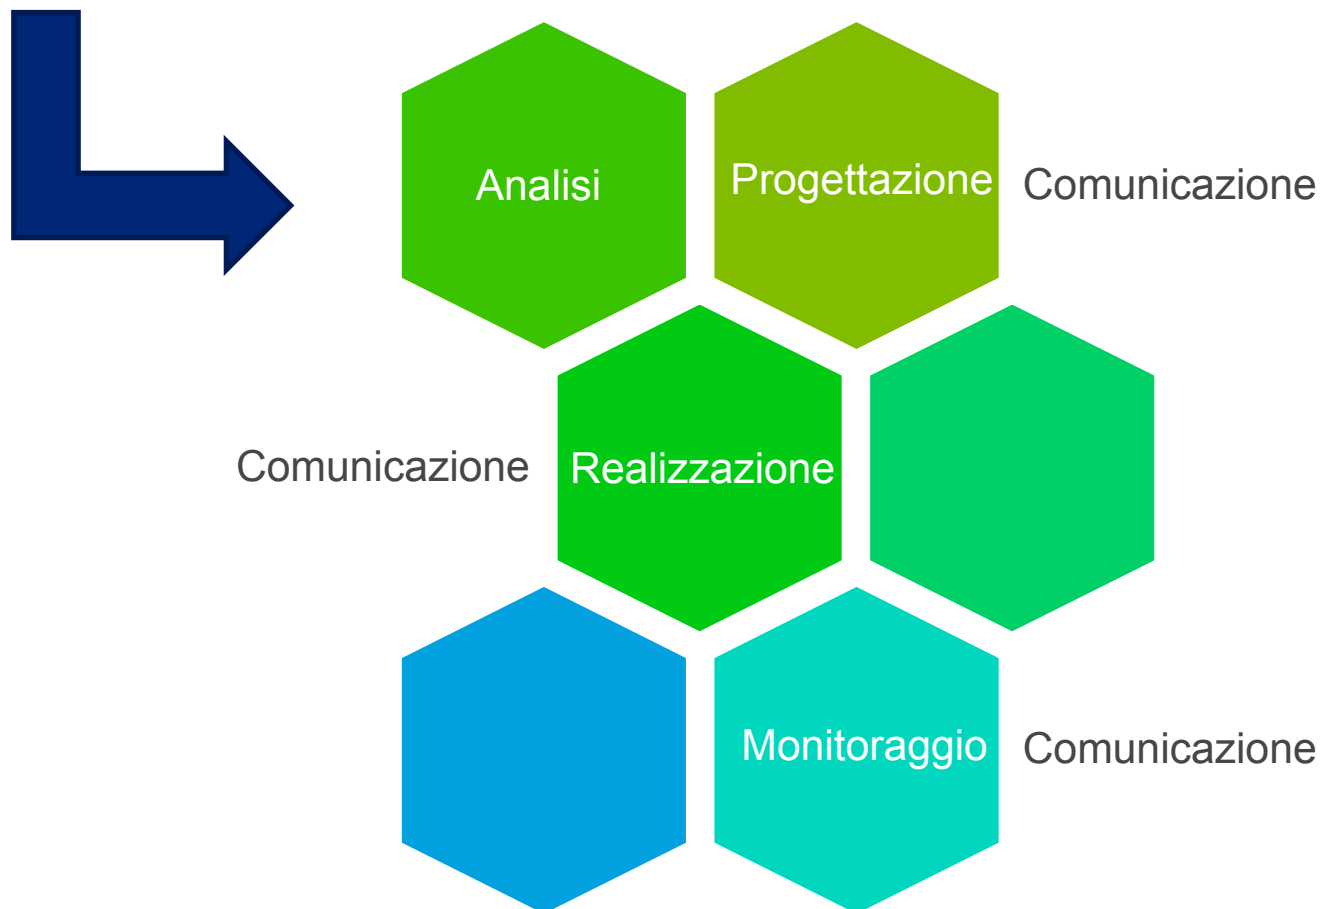 Analisi
Progettazione
Comunicazione
Comunicazione
Realizzazione
Monitoraggio
Comunicazione